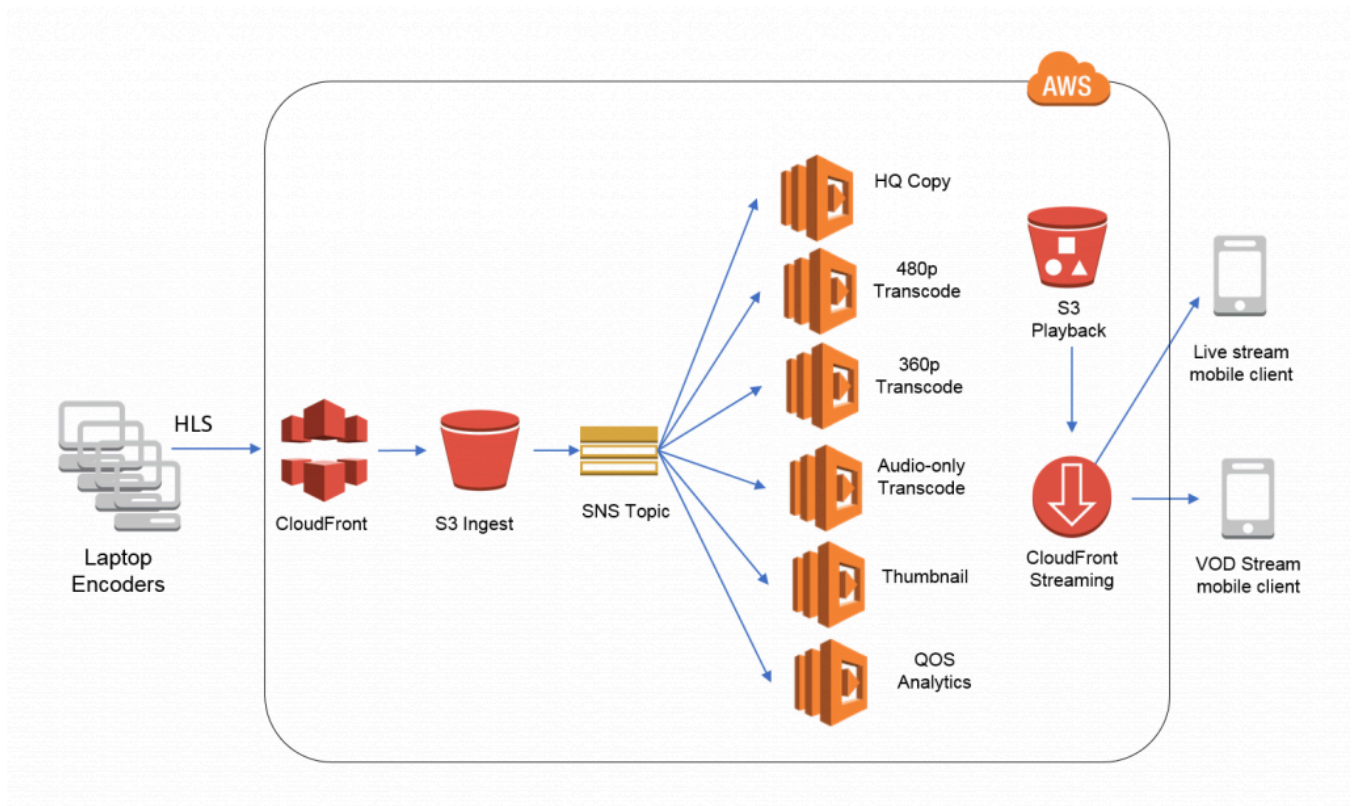 AWS
HQ Copy
480p
Transcode
360p
Transcode
Audio-only
Transcode
Thumbnail
QOS
Analytics
S3
Playback
Live stream
mobile client
HLS
CloudFront
S3 Ingest
SNS Topic
Laptop
Encoders
CloudFront
Streaming
VOD Stream
mobile client